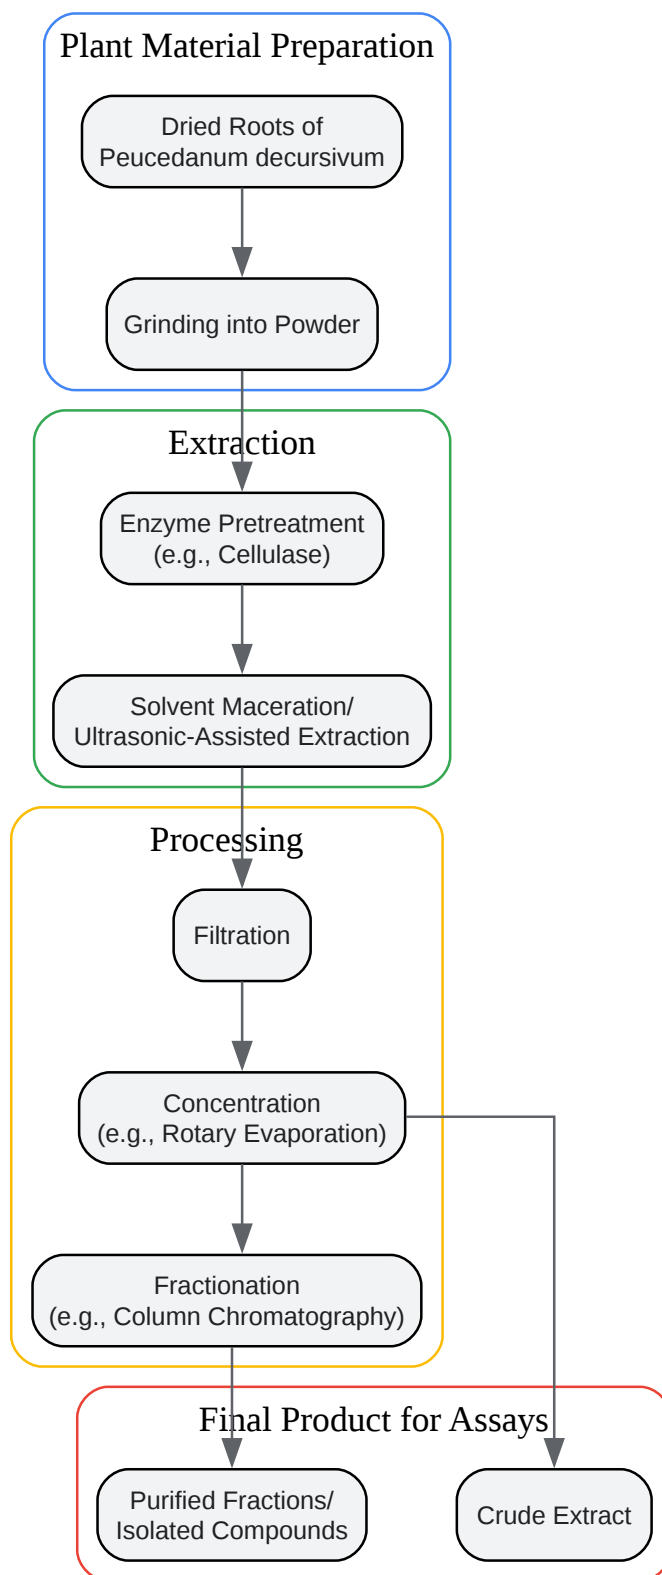 Plant Material Preparation
Dried Roots of
Peucedanum decursivum
Grinding into Powder
Extraction
Enzyme Pretreatment
(e.g., Cellulase)
Solvent Maceration/
Ultrasonic-Assisted Extraction
Processing
Filtration
Concentration
(e.g., Rotary Evaporation)
Fractionation
(e.g., Column Chromatography)
Final Product for Assays
Purified Fractions/
Isolated Compounds
Crude Extract